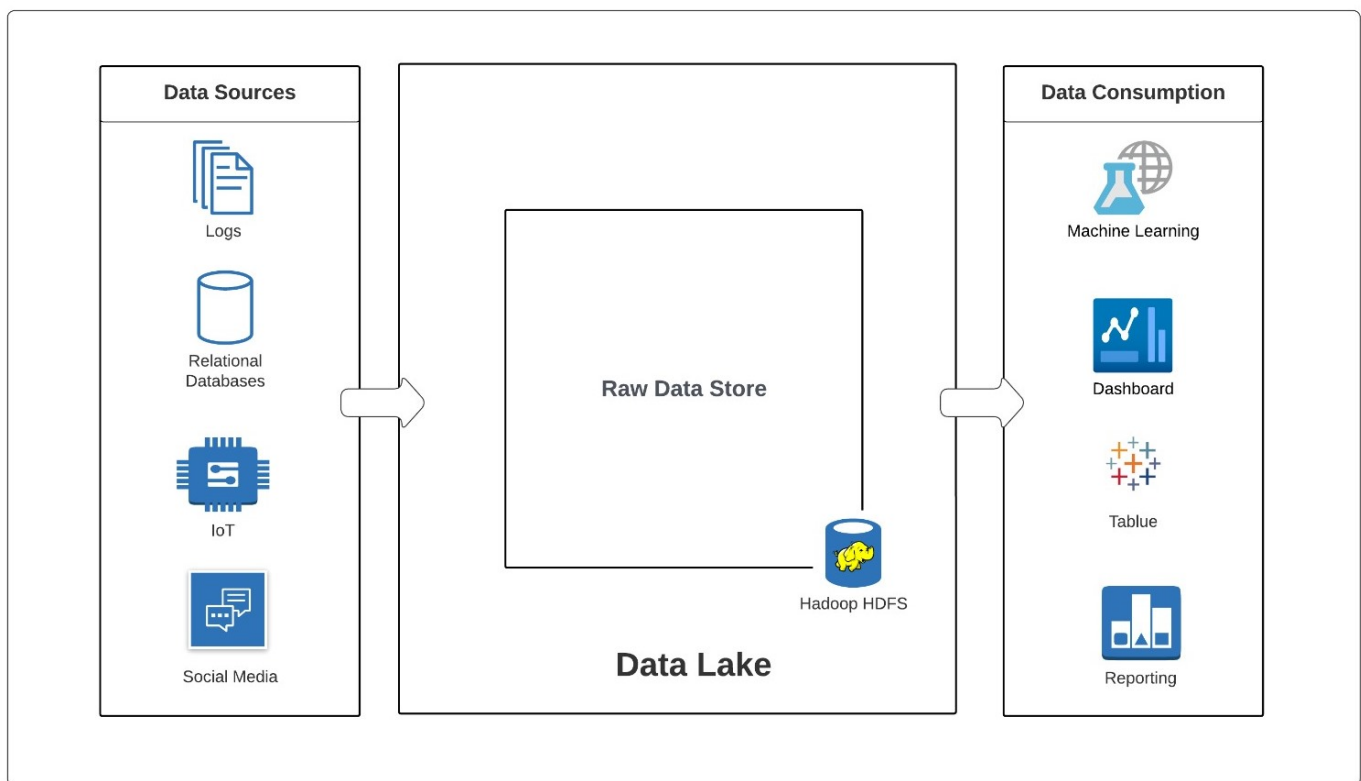 Data Sources
Logs
Relational
Databases
IoT
Social Media
Raw Data Store
Hadoop HDFS
Data Lake
Data Consumption
Machine Learning
Dashboard
Tablue
Reporting